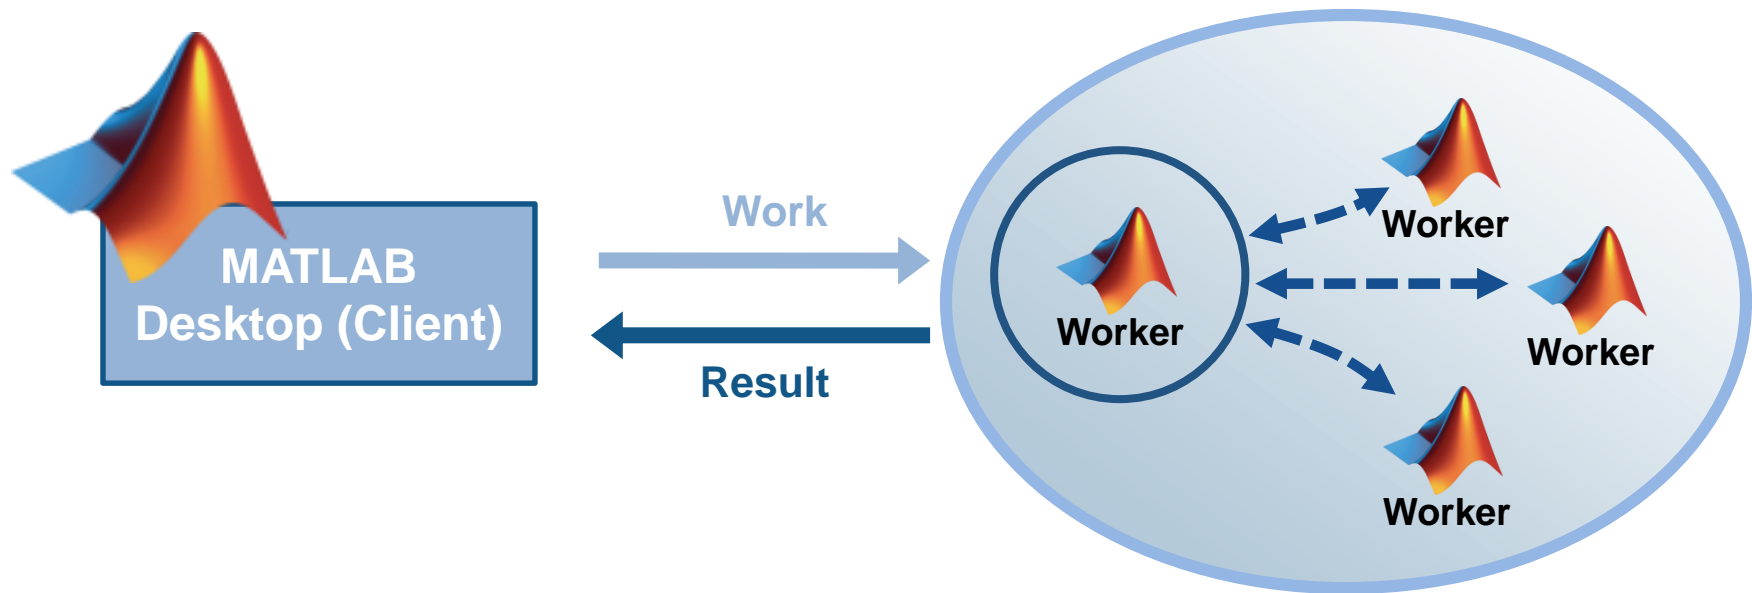 MATLAB
Desktop (Client)
Work
Result
Worker
Worker
Worker
Worker